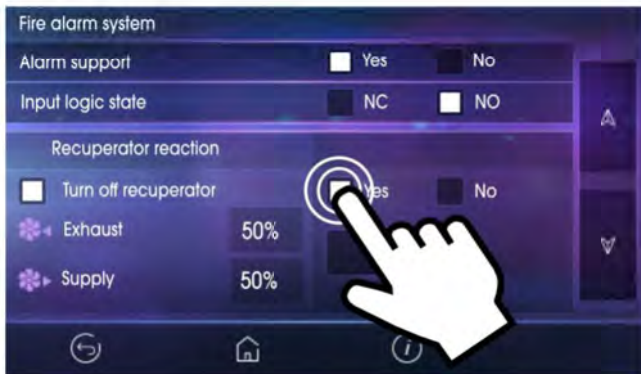 Fire alarm system
Alarm support Yes No
Input logic state NC NO
Recuperator reaction
Turn off recuperator Yes No
Exhaust 50%
Supply 50%
i